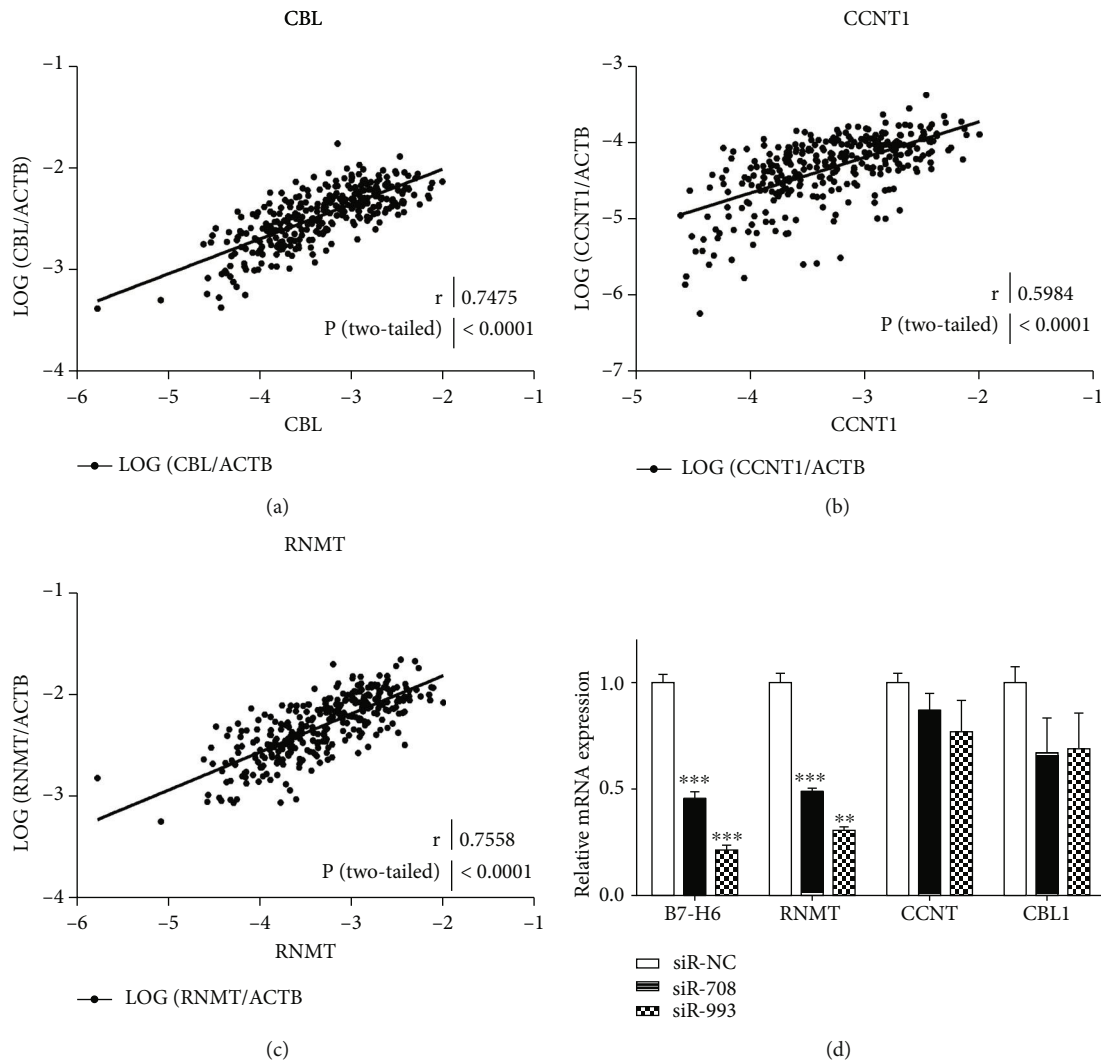 CBL
–1
–2
–3
–4
LOG (CBL/ACTB)
r 0.7475
P (two-tailed) < 0.0001
–6 –5 –4 –3 –2 –1
CBL
LOG (CBL/ACTB
(a)
CCNT1
–3
–4
–5
–6
–7
LOG (CCNT1/ACTB
r 0.5984
P (two-tailed) < 0.0001
–5 –4 –3 –2 –1
CCNT1
LOG (CCNT1/ACTB
(b)
RNMT
–1
–2
–3
–4
LOG (RNMT/ACTB
r 0.7558
P (two-tailed) < 0.0001
–6 –5 –4 –3 –2 –1
RNMT
LOG (RNMT/ACTB
(c)
1.0
0.5
0.0
Relative mRNA expression
*** *** *** **
B7-H6 RNMT CCNT CBL1
siR-NC
siR-708
siR-993
(d)